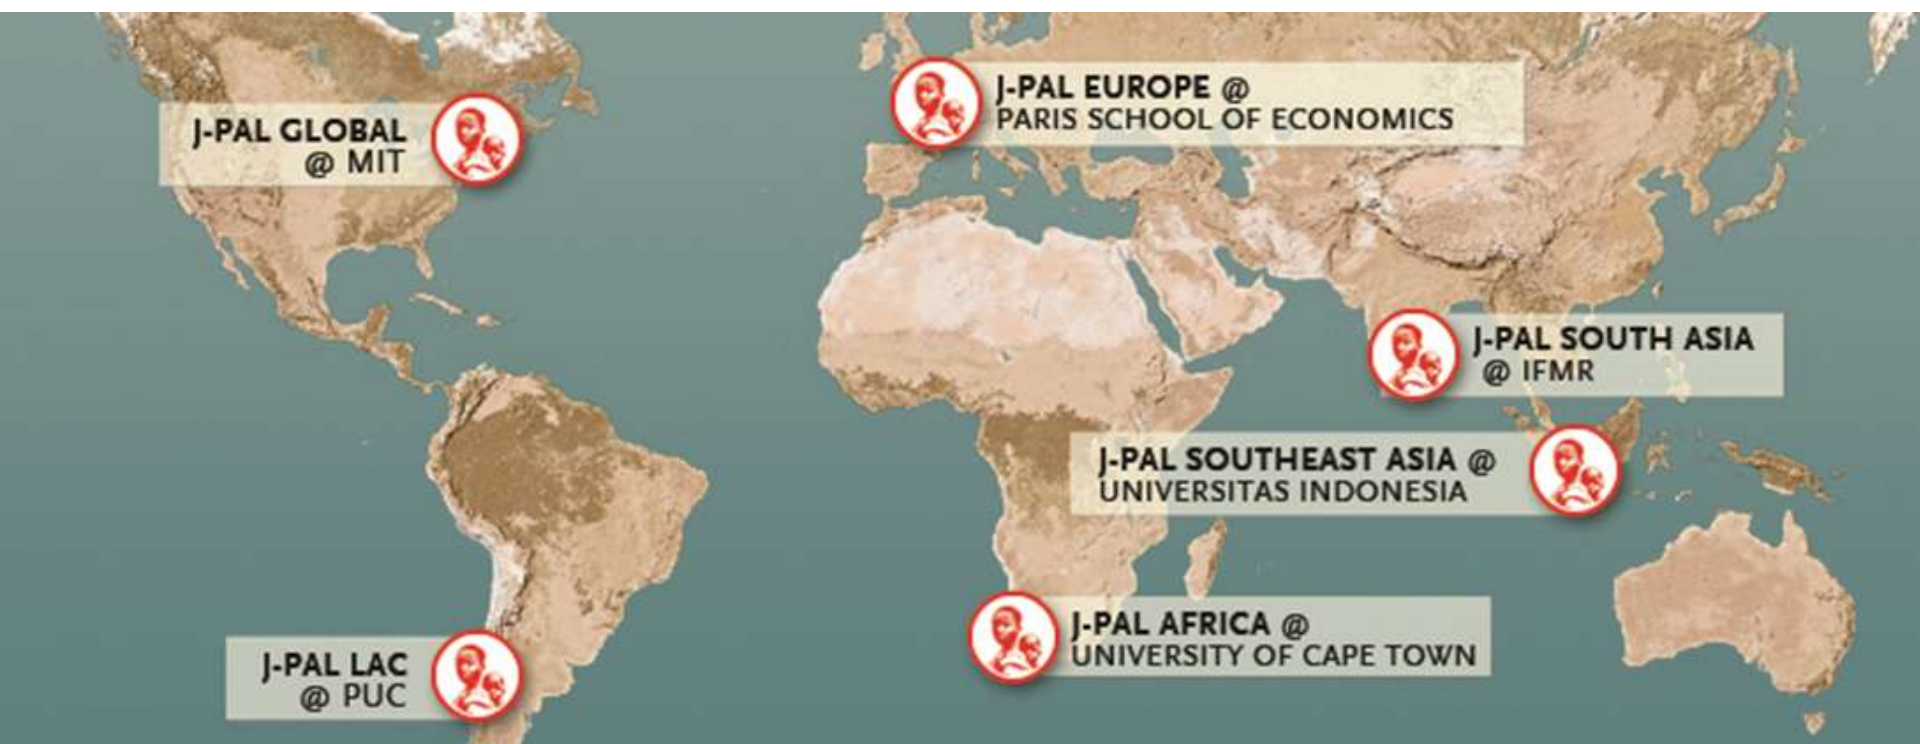 J-PAL EUROPE @
PARIS SCHOOL OF ECONOMICS
J-PAL GLOBAL
@ MIT
J-PAL SOUTH ASIA
@ IFMR
J-PAL SOUTHEAST ASIA @
UNIVERSITAS INDONESIA
J-PAL AFRICA @
UNIVERSITY OF CAPE TOWN
J-PAL LAC
@ PUC